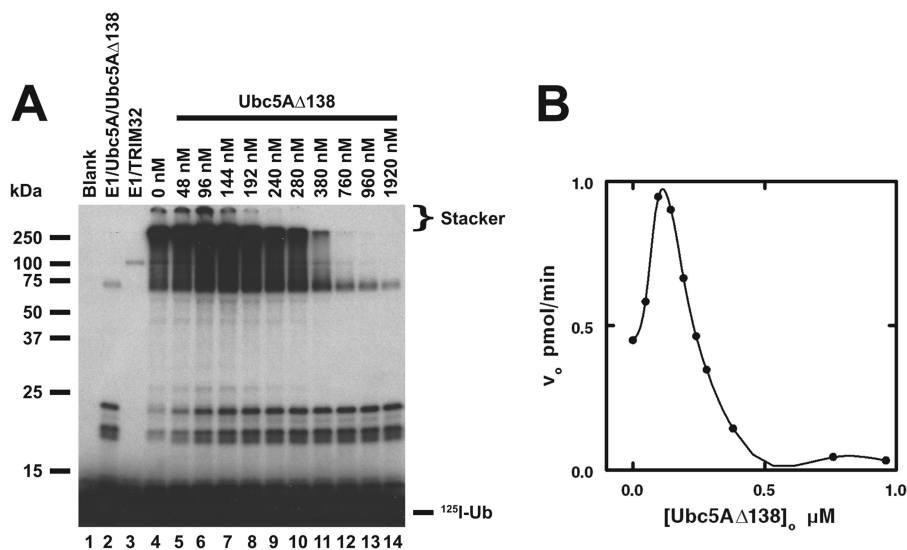 A
B
Ubc5AΔ138
Blank
E1/Ubc5A/Ubc5AΔ138
E1/TRIM32
0 nM
48 nM
96 nM
144 nM
192 nM
240 nM
280 nM
380 nM
760 nM
960 nM
1920 nM
kDa
250
100
75
50
37
25
15
} Stacker
¹²⁵I-Ub
1 2 3 4 5 6 7 8 9 10 11 12 13 14
1.0
0.5
0.0
vₒ pmol/min
0.0 0.5 1.0
[Ubc5AΔ138]ₒ μM